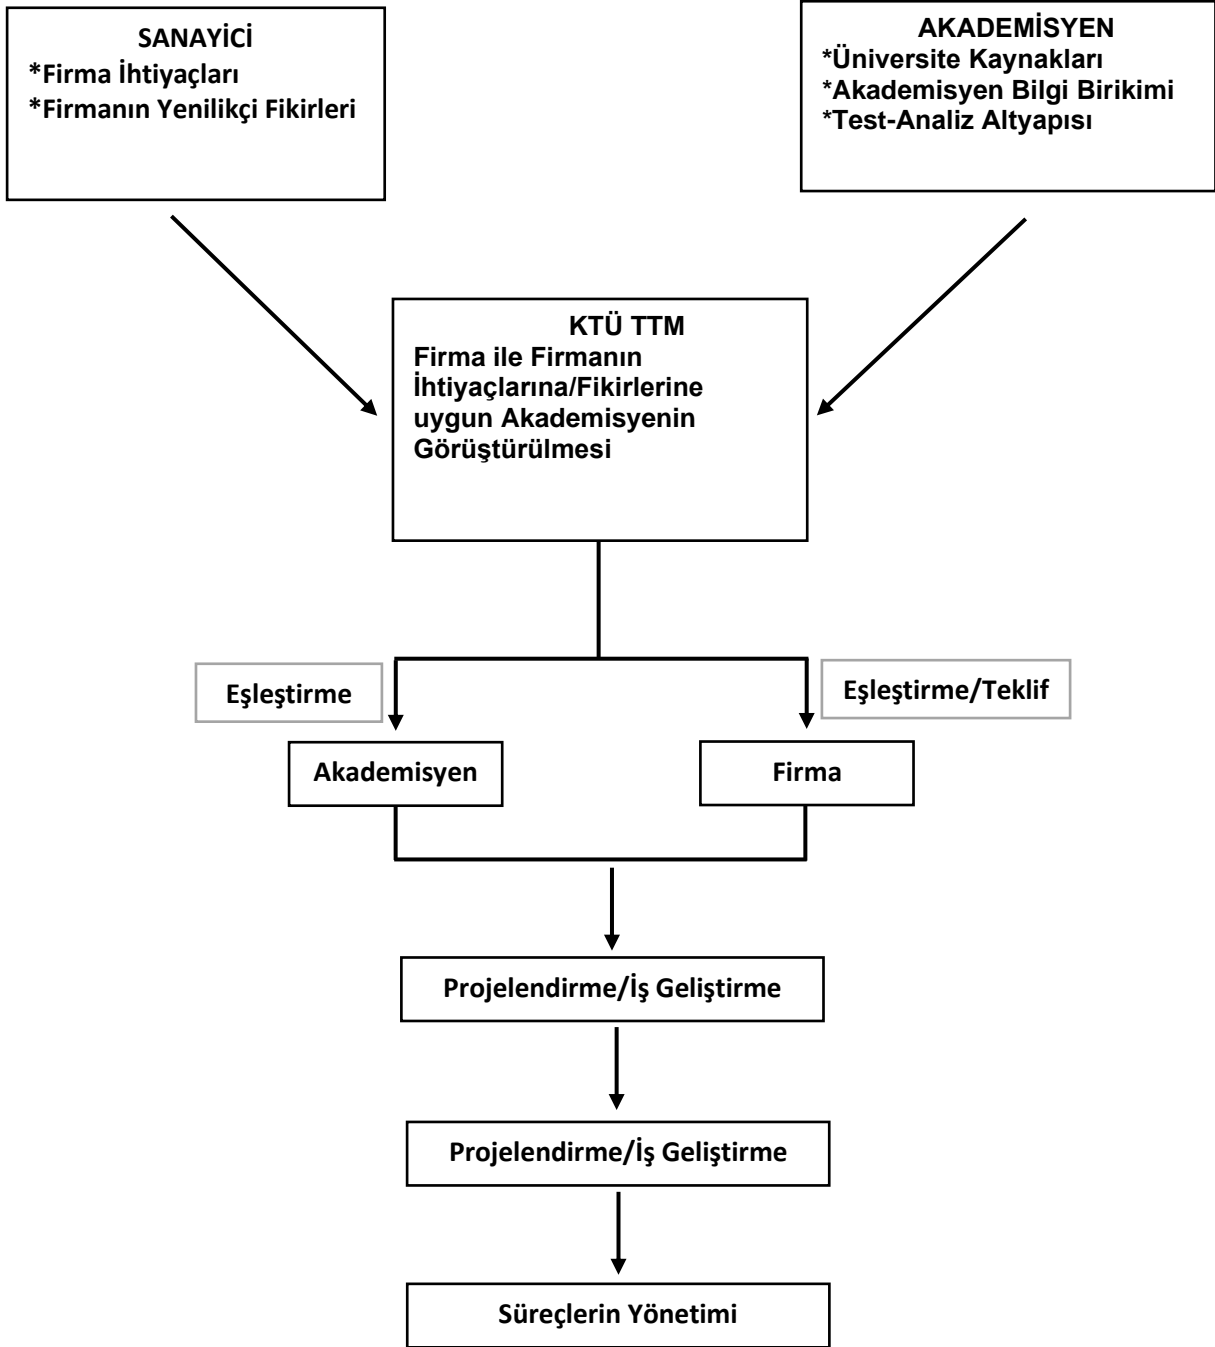 SANAYİCİ
*Firma İhtiyaçları
*Firmanın Yenilikçi Fikirleri
AKADEMİSYEN
*Üniversite Kaynakları
*Akademisyen Bilgi Birikimi
*Test-Analiz Altyapısı
KTÜ TTM
Firma ile Firmanın
İhtiyaçlarına/Fikirlerine
uygun Akademisyenin
Görüştürülmesi
Eşleştirme
Eşleştirme/Teklif
Akademisyen
Firma
Projelendirme/İş Geliştirme
Projelendirme/İş Geliştirme
Süreçlerin Yönetimi